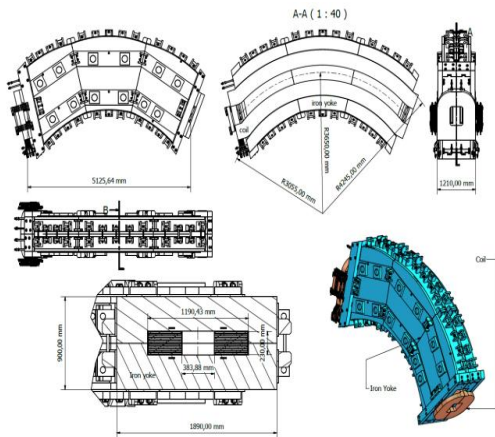 A-A ( 1 : 40 )
coil
iron yoke
R3650,00 mm
R3055,00 mm
R4245,00 mm
5125,64 mm
1210,00 mm
1190,43 mm
900,00 mm
230,00 mm
383,88 mm
Iron yoke
1890,00 mm
Coil
Iron Yoke